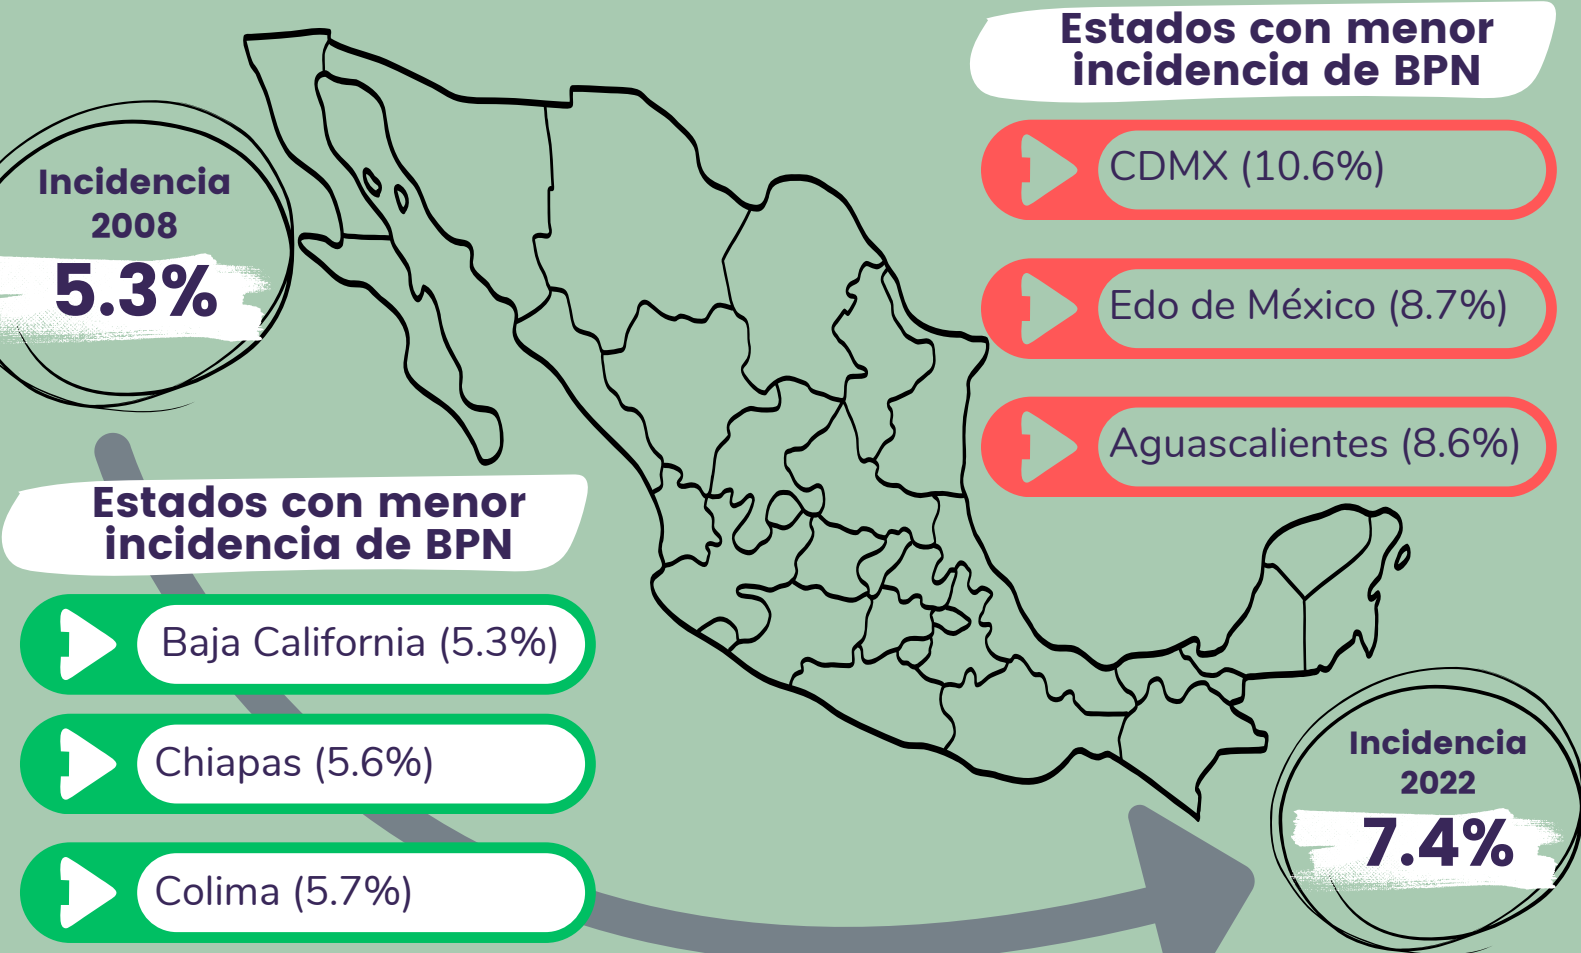 Estados con menor
incidencia de BPN
CDMX (10.6%)
Edo de México (8.7%)
Aguascalientes (8.6%)
Incidencia
2008
5.3%
Estados con menor
incidencia de BPN
Baja California (5.3%)
Chiapas (5.6%)
Colima (5.7%)
Incidencia
2022
7.4%